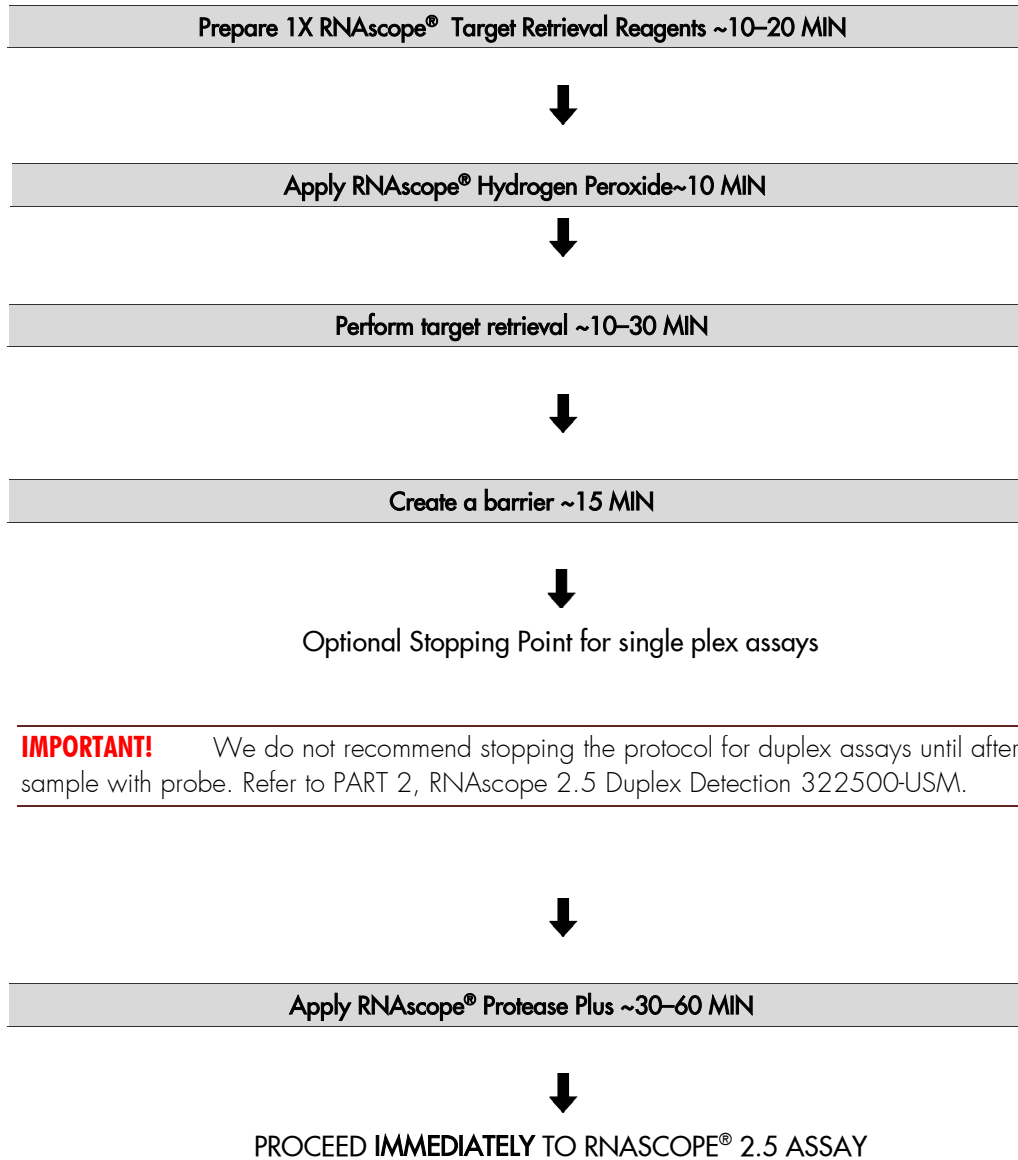 Prepare 1X RNAscope® Target Retrieval Reagents ~10–20 MIN
Apply RNAscope® Hydrogen Peroxide~10 MIN
Perform target retrieval ~10–30 MIN
Create a barrier ~15 MIN
Optional Stopping Point for single plex assays
IMPORTANT! We do not recommend stopping the protocol for duplex assays until after
sample with probe. Refer to PART 2, RNAscope 2.5 Duplex Detection 322500-USM.
Apply RNAscope® Protease Plus ~30–60 MIN
PROCEED IMMEDIATELY TO RNASCOPE® 2.5 ASSAY